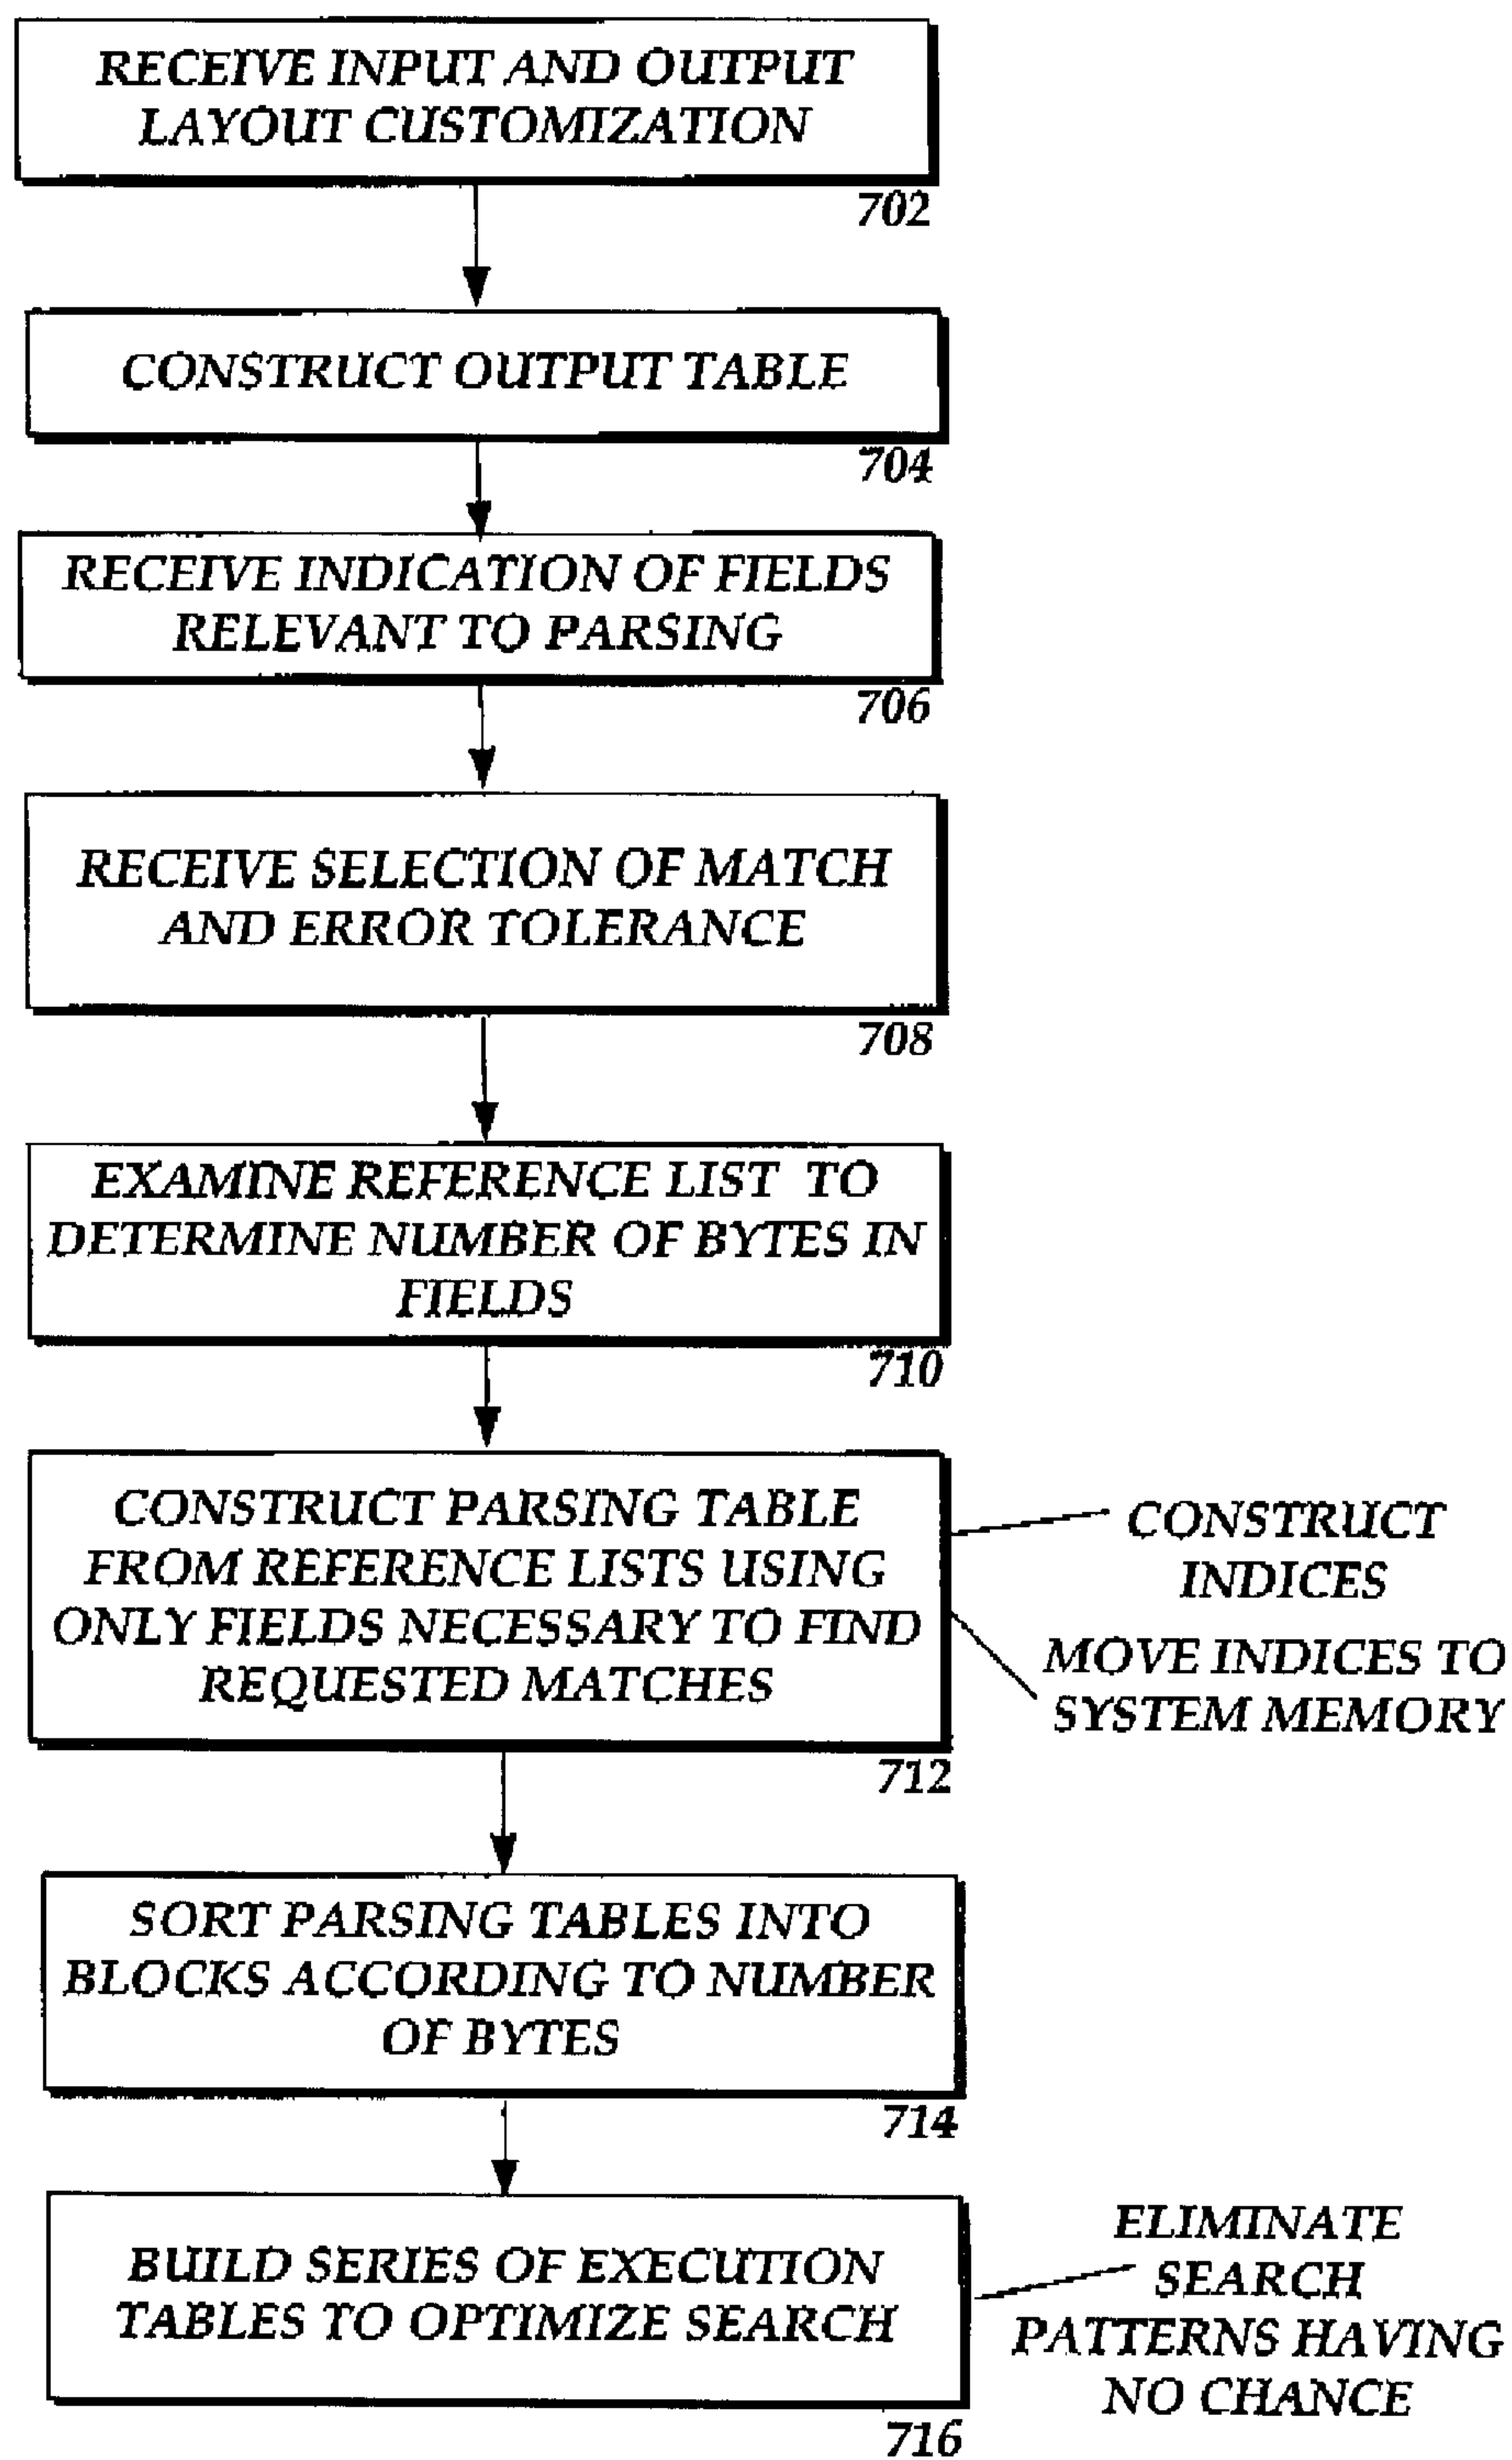 RECEIVE INPUT AND OUTPUT
LAYOUT CUSTOMIZATION
702
CONSTRUCT OUTPUT TABLE
704
RECEIVE INDICATION OF FIELDS
RELEVANT TO PARSING
706
RECEIVE SELECTION OF MATCH
AND ERROR TOLERANCE
708
EXAMINE REFERENCE LIST TO
DETERMINE NUMBER OF BYTES IN
FIELDS
710
CONSTRUCT PARSING TABLE
FROM REFERENCE LISTS USING
ONLY FIELDS NECESSARY TO FIND
REQUESTED MATCHES
712
CONSTRUCT
INDICES
MOVE INDICES TO
SYSTEM MEMORY
SORT PARSING TABLES INTO
BLOCKS ACCORDING TO NUMBER
OF BYTES
714
BUILD SERIES OF EXECUTION
TABLES TO OPTIMIZE SEARCH
716
ELIMINATE
SEARCH
PATTERNS HAVING
NO CHANCE